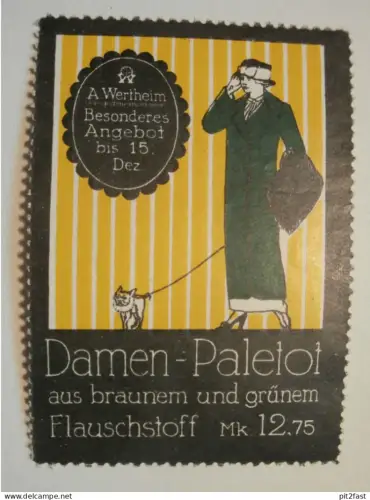 A. Wertheim
Besonderes
Angebot
bis 15.
Dez.
Damen-Paletot
aus braunem und grünem
Flauschstoff Mk 12.75
www.delcampe.net
pit2fast